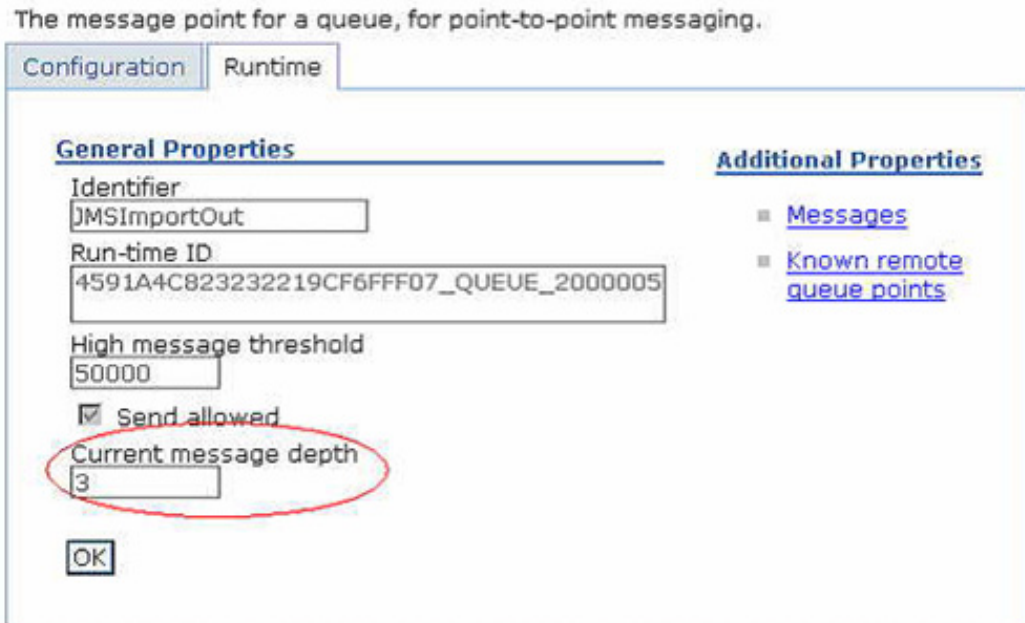 The message point for a queue, for point-to-point messaging.
Configuration
Runtime
General Properties
Identifier
JMSImportOut
Run-time ID
4591A4C823232219CF6FFF07_QUEUE_2000005
High message threshold
50000
Send allowed
Current message depth
3
OK
Additional Properties
Messages
Known remote
queue points